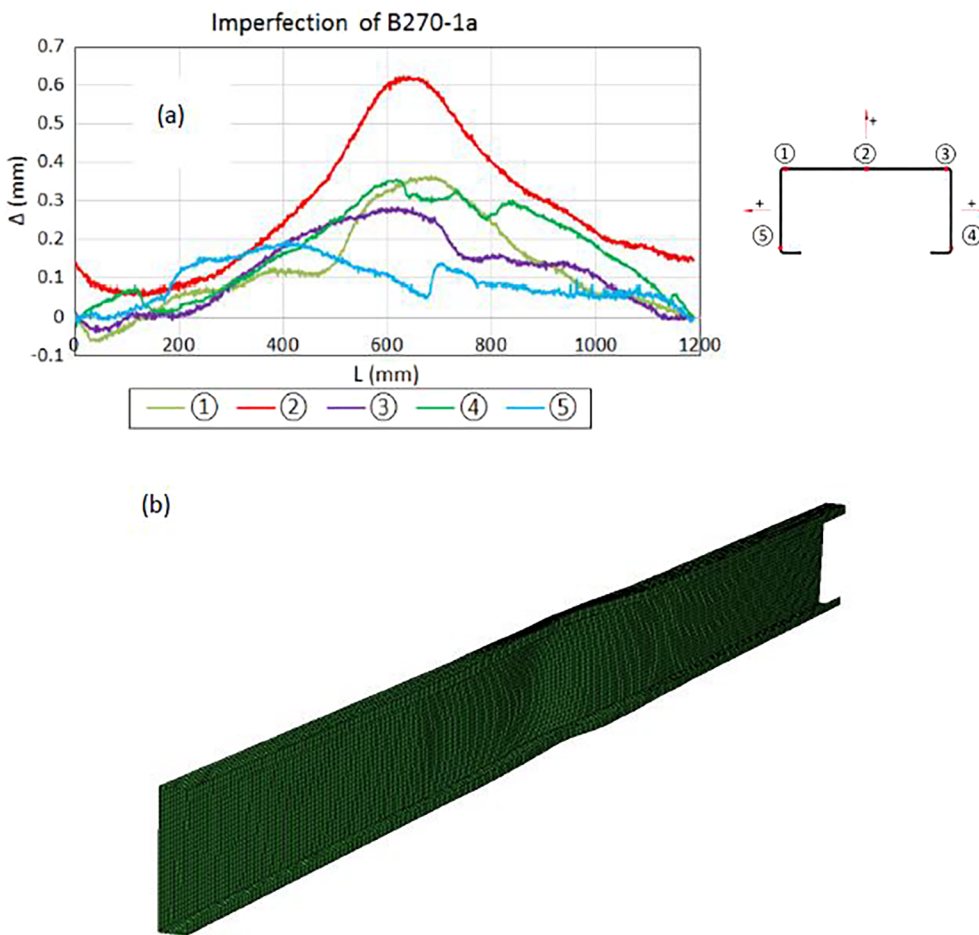 Imperfection of B270-1a
(a)
Δ (mm)
0.7
0.6
0.5
0.4
0.3
0.2
0.1
0
-0.1
0
200
400
600
800
1000
1200
L (mm)
① ② ③ ④ ⑤
+
① ② ③
+ +
⑤ ④
(b)